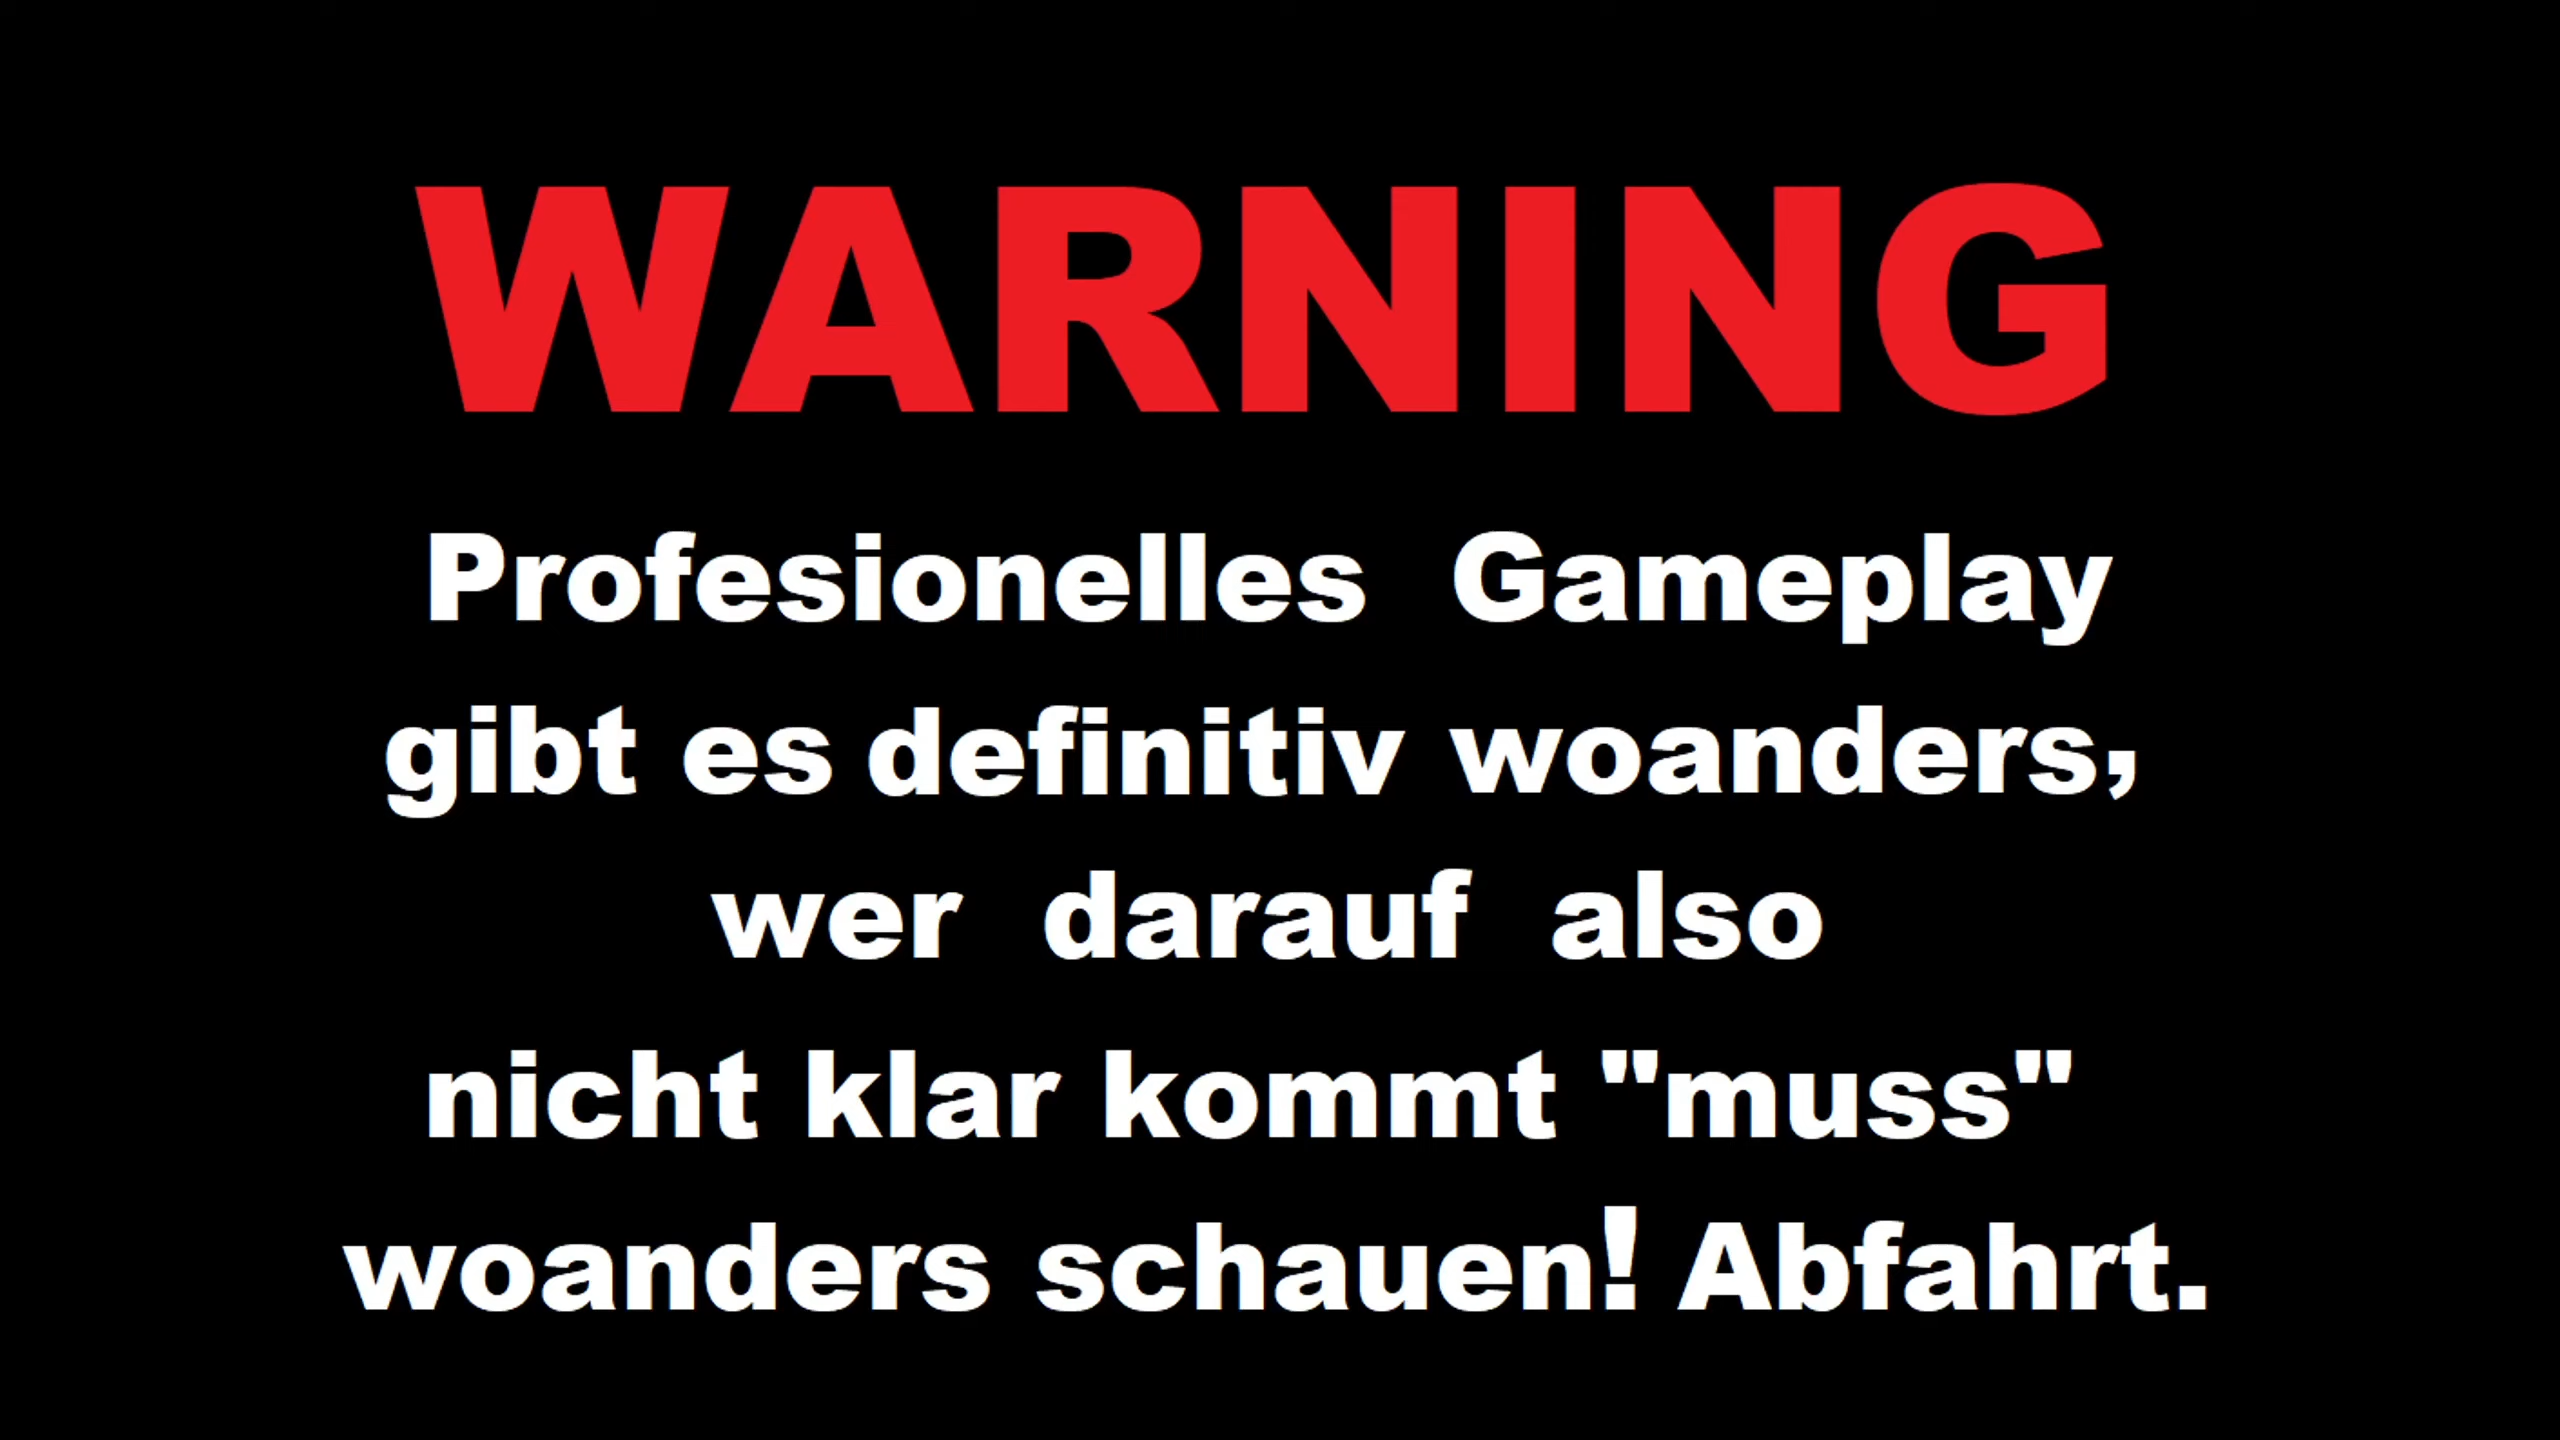 WARNING
Profesionelles Gameplay
gibt es definitiv woanders,
wer darauf also
nicht klar kommt "muss"
woanders schauen! Abfahrt.